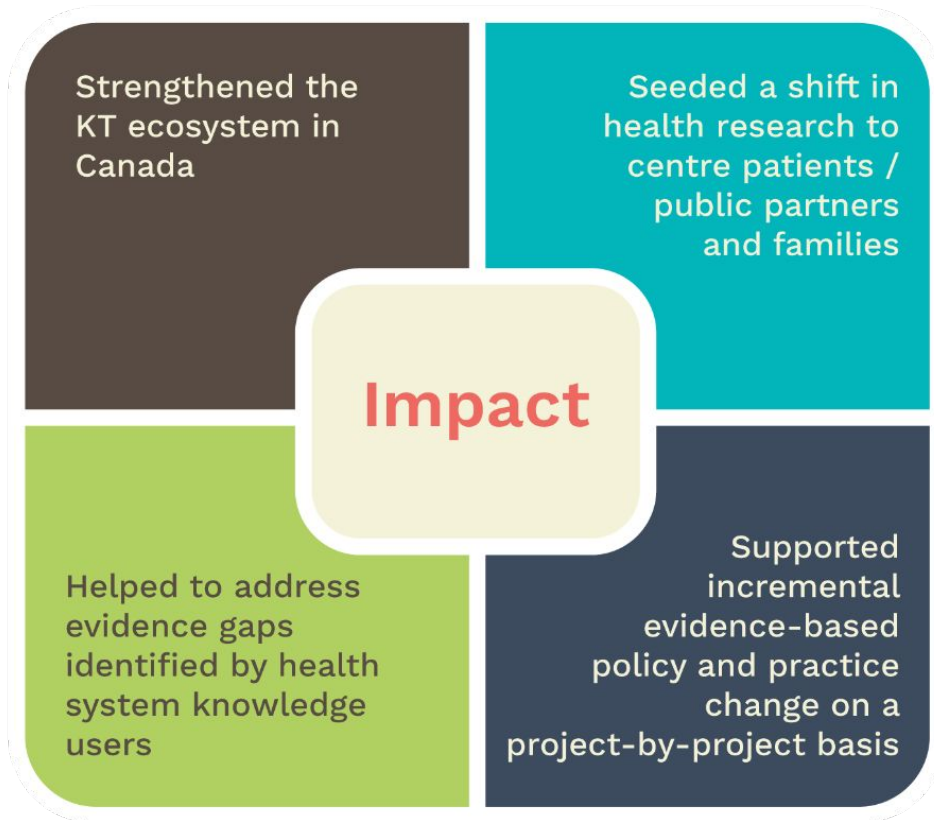 Strengthened the
KT ecosystem in
Canada
Seeded a shift in
health research to
centre patients /
public partners
and families
Impact
Helped to address
evidence gaps
identified by health
system knowledge
users
Supported
incremental
evidence-based
policy and practice
change on a
project-by-project basis